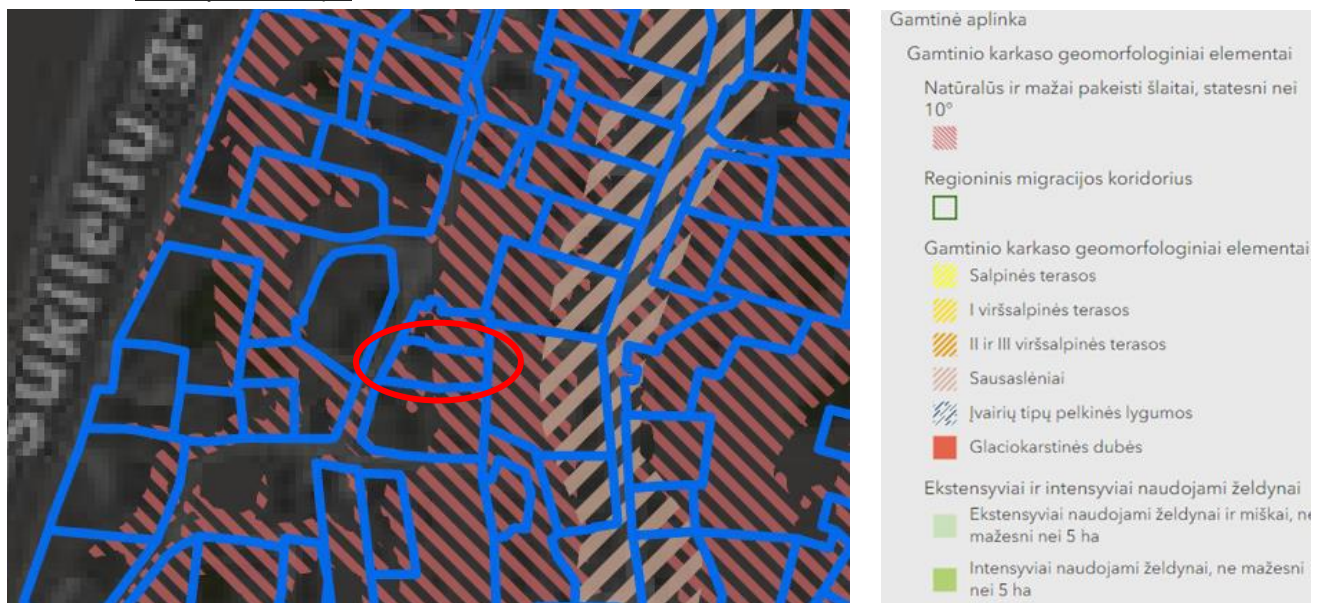 Sukilėlių g.
Gamtinė aplinka
Gamtinio karkaso geomorfologiniai elementai
Natūralūs ir mažai pakeisti šlaitai, statesni nei
10°
Regioninis migracijos koridorius
Gamtinio karkaso geomorfologiniai elementai
Salpinės terasos
I viršsalpinės terasos
II ir III viršsalpinės terasos
Sausaslėniai
Įvairių tipų pelkinės lygumos
Glaciokarstinės dubės
Ekstensyviai ir intensyviai naudojami želdynai
Ekstensyviai naudojami želdynai ir miškai, ne
mažesni nei 5 ha
Intensyviai naudojami želdynai, ne mažesni
nei 5 ha